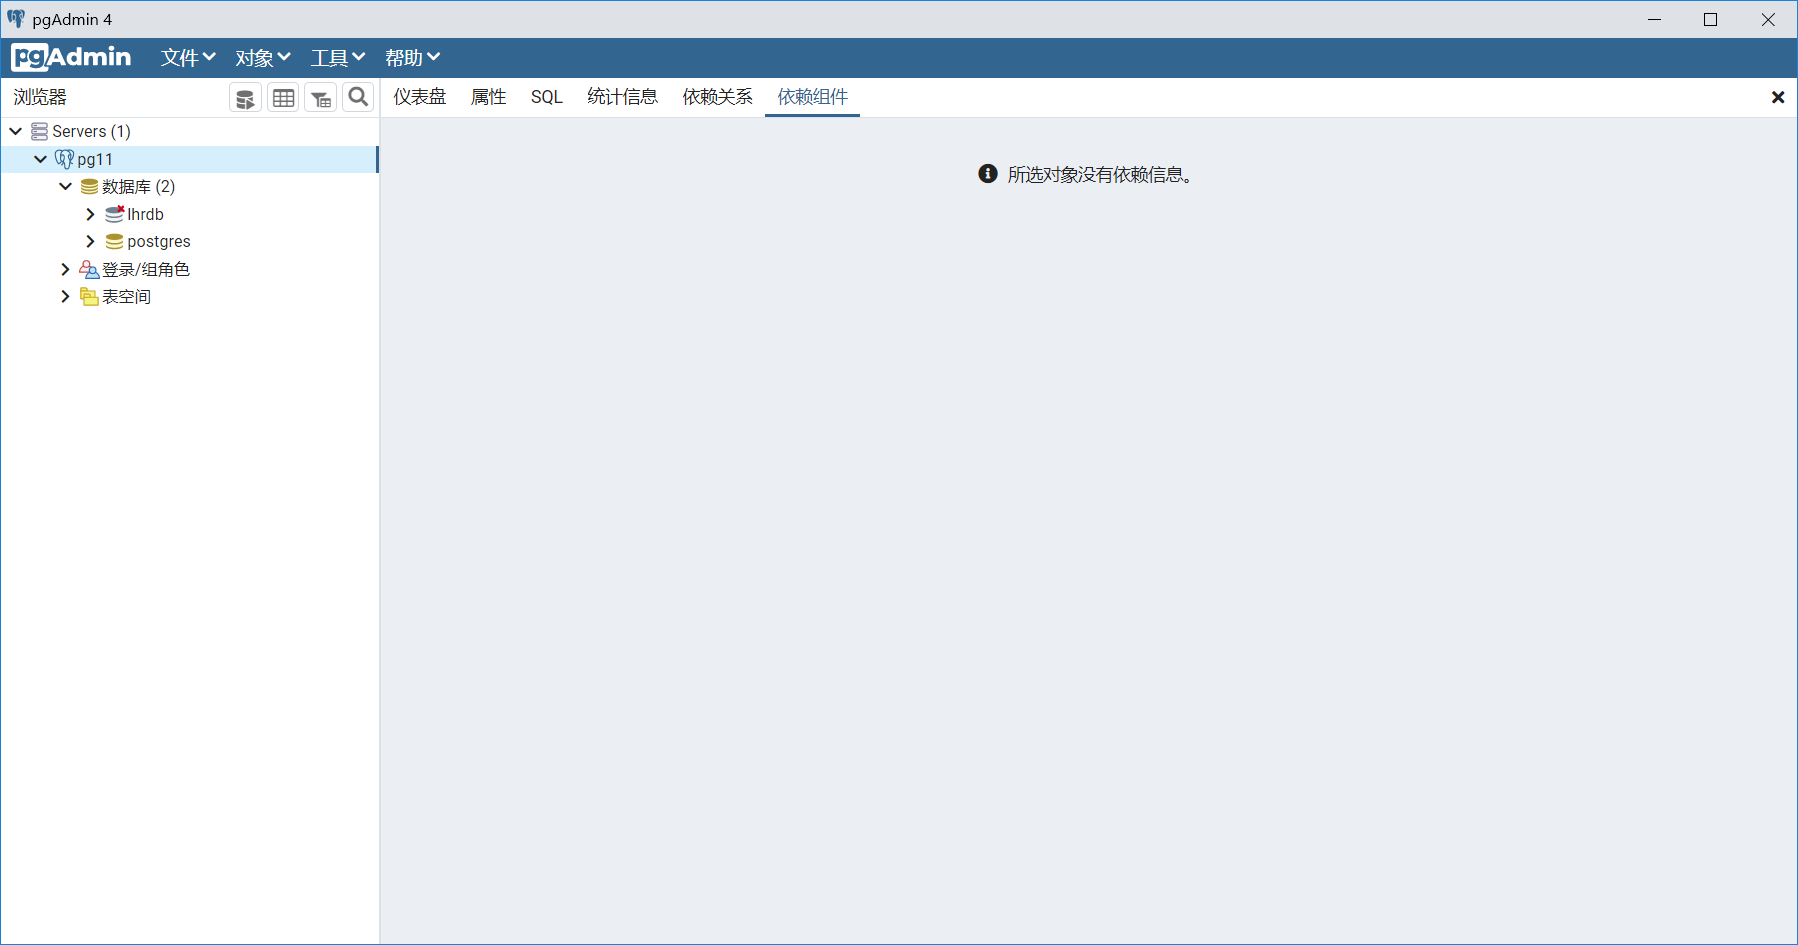 pgAdmin 4
pgAdmin 文件 对象 工具 帮助
浏览器
仪表盘 属性 SQL 统计信息 依赖关系 依赖组件
Servers (1)
pg11
数据库 (2)
lhrdb
postgres
登录/组角色
表空间
所选对象没有依赖信息。